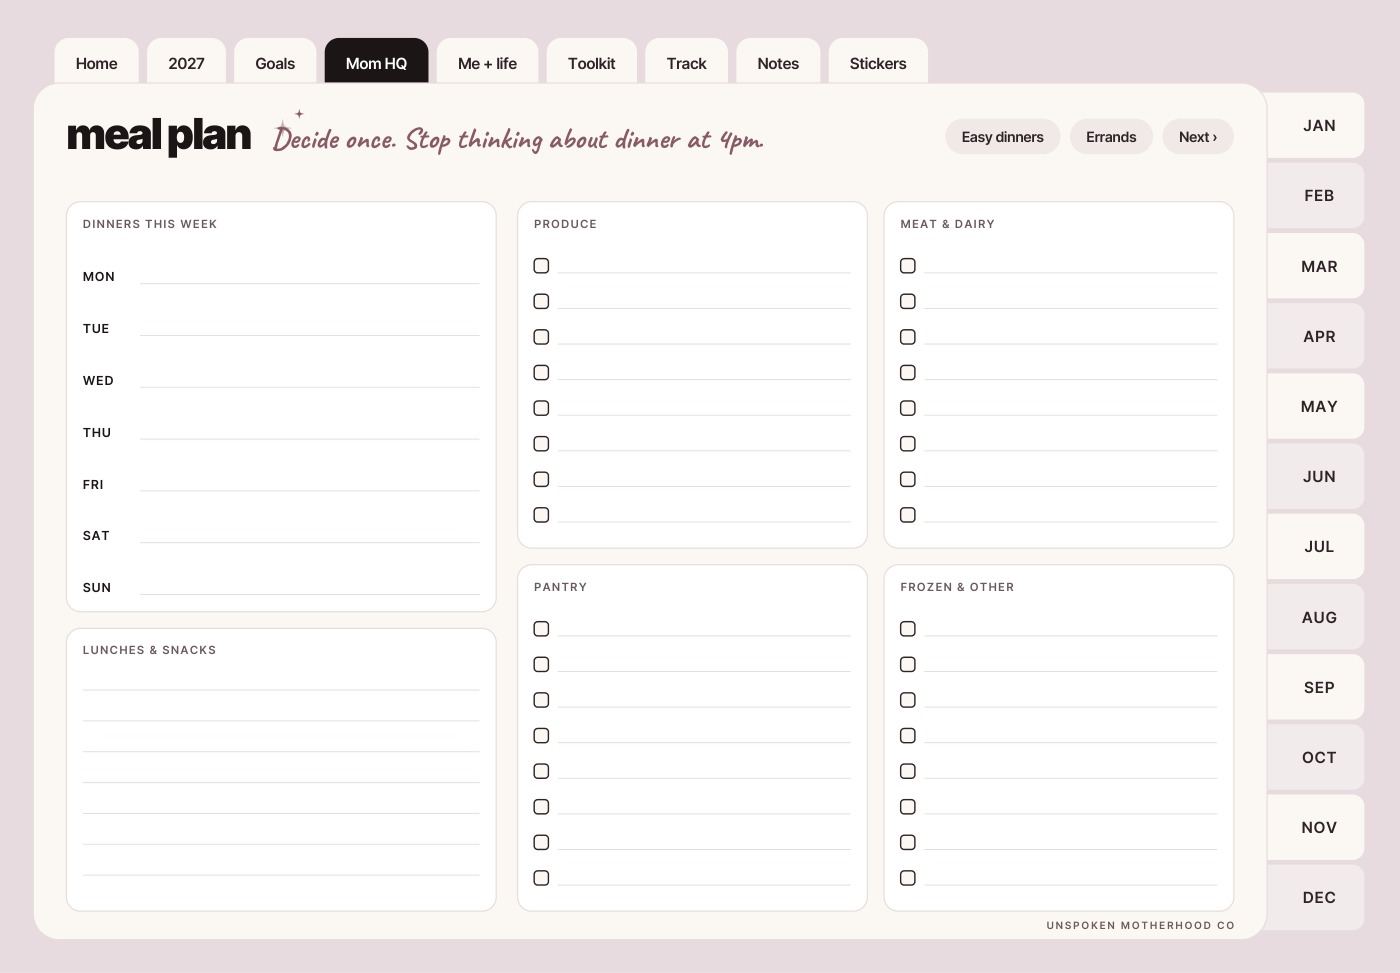 Home
2027
Goals
Mom HQ
Me + life
Toolkit
Track
Notes
Stickers
meal plan
Decide once. Stop thinking about dinner at 4pm.
Easy dinners
Errands
Next ›
DINNERS THIS WEEK
MON
TUE
WED
THU
FRI
SAT
SUN
LUNCHES & SNACKS
PRODUCE
MEAT & DAIRY
PANTRY
FROZEN & OTHER
JAN
FEB
MAR
APR
MAY
JUN
JUL
AUG
SEP
OCT
NOV
DEC
UNSPOKEN MOTHERHOOD CO